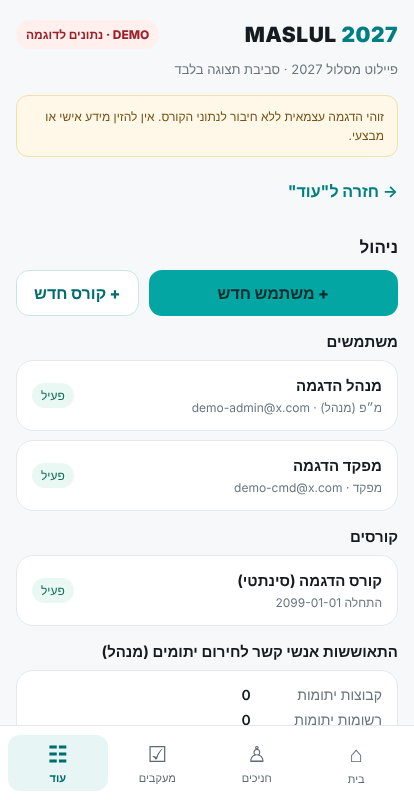 MASLUL 2027
DEMO · נתונים לדוגמה
פיילוט מסלול 2027 · סביבת תצוגה בלבד
זוהי הדגמה עצמאית ללא חיבור לנתוני הקורס. אין להזין מידע אישי או
מבצעי.
→ חזרה ל"עוד"
ניהול
+ משתמש חדש
+ קורס חדש
משתמשים
מנהל הדגמה
מ״פ (מנהל) · demo-admin@x.com
פעיל
מפקד הדגמה
מפקד · demo-cmd@x.com
פעיל
קורסים
קורס הדגמה (סינתטי)
התחלה 2099-01-01
פעיל
התאוששות אנשי קשר לחירום יתומים (מנהל)
קבוצות יתומות 0
רשומות יתומות 0
בית
חניכים
מעקבים
עוד